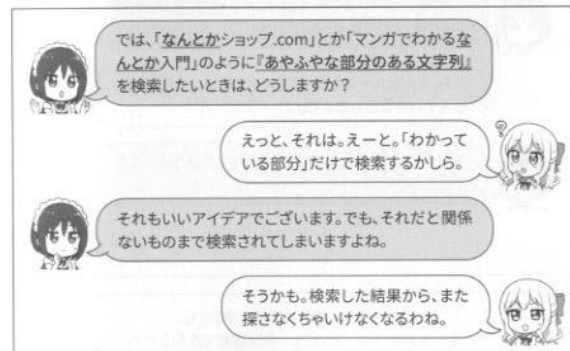 では、「なんとかショップ.com」とか「マンガでわかるな
んとか入門」のように『あやふやな部分のある文字列』
を検索したいときは、どうしますか？
えっと、それは。えーと。「わかって
いる部分」だけで検索するかしら。
それもいいアイデアでございます。でも、それだと関係
ないものまで検索されてしまいますよね。
そうかも。検索した結果から、また
探さなくちゃいけなくなるわね。